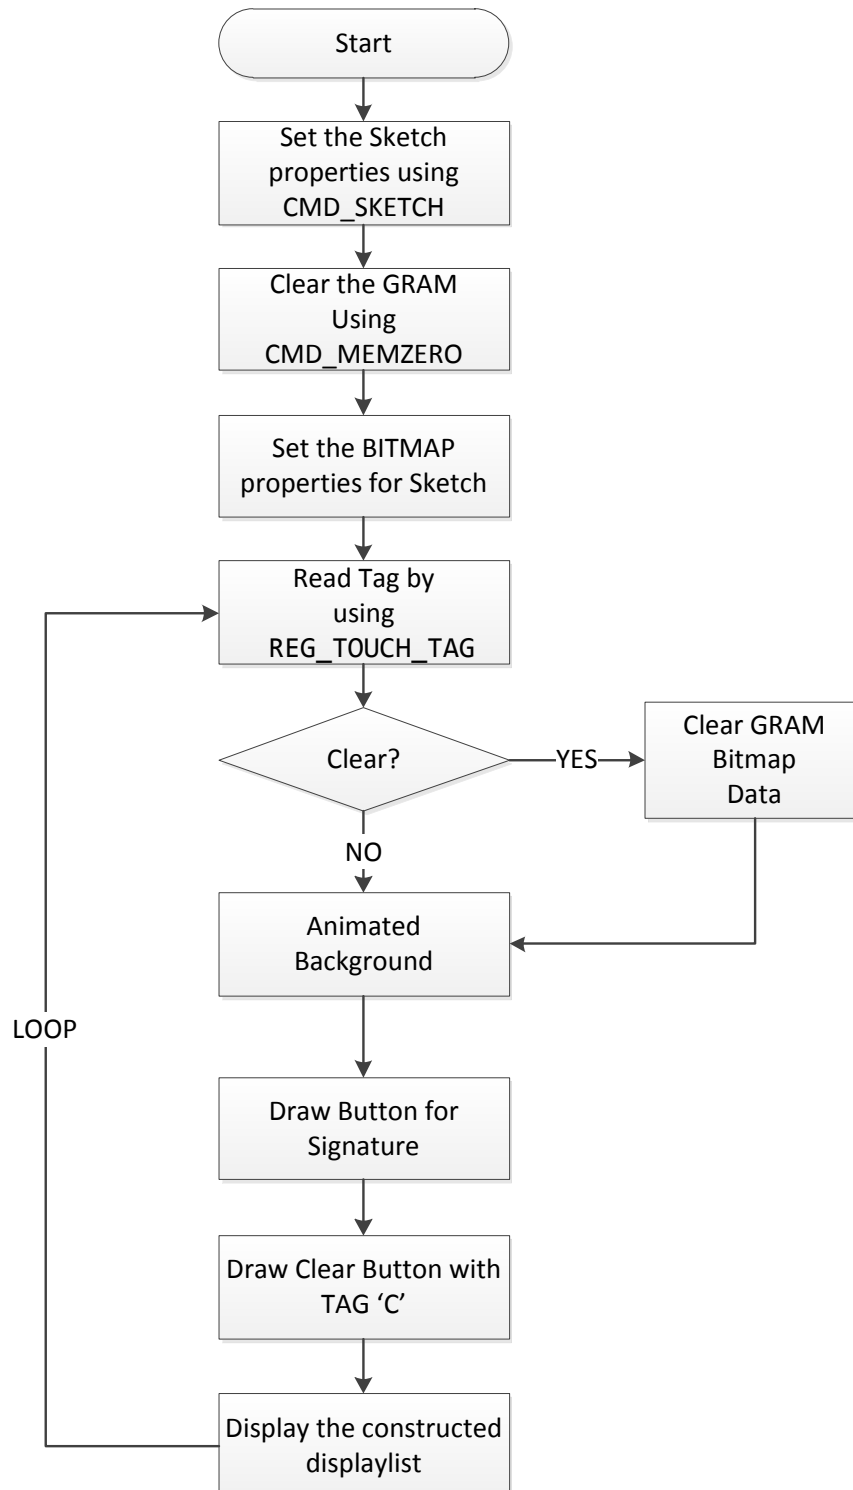 Start
Set the Sketch
properties using
CMD_SKETCH
Clear the GRAM
Using
CMD_MEMZERO
Set the BITMAP
properties for Sketch
Read Tag by
using
REG_TOUCH_TAG
Clear?
YES
Clear GRAM
Bitmap
Data
NO
Animated
Background
LOOP
Draw Button for
Signature
Draw Clear Button with
TAG ‘C’
Display the constructed
displaylist